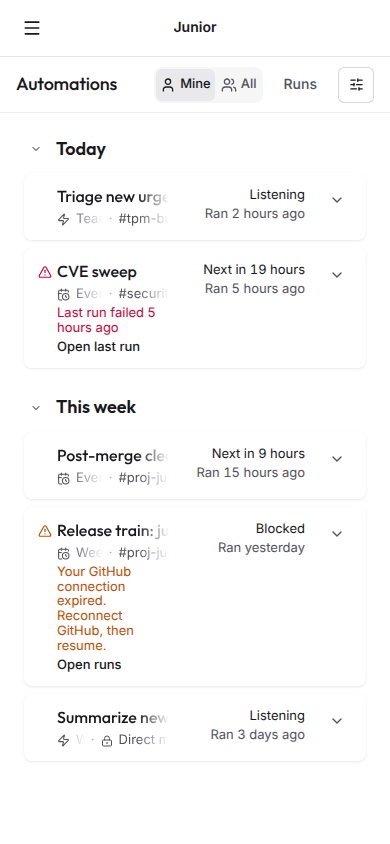 Junior
Automations
Mine
All
Runs
Today
Triage new urge
Listening
Tea · #tpm-b
Ran 2 hours ago
CVE sweep
Next in 19 hours
Eve · #securi
Ran 5 hours ago
Last run failed 5
hours ago
Open last run
This week
Post-merge cle
Next in 9 hours
Eve · #proj-ju
Ran 15 hours ago
Release train: ju
Blocked
Wee · #proj-ju
Ran yesterday
Your GitHub
connection
expired.
Reconnect
GitHub, then
resume.
Open runs
Summarize new
Listening
W · Direct m
Ran 3 days ago